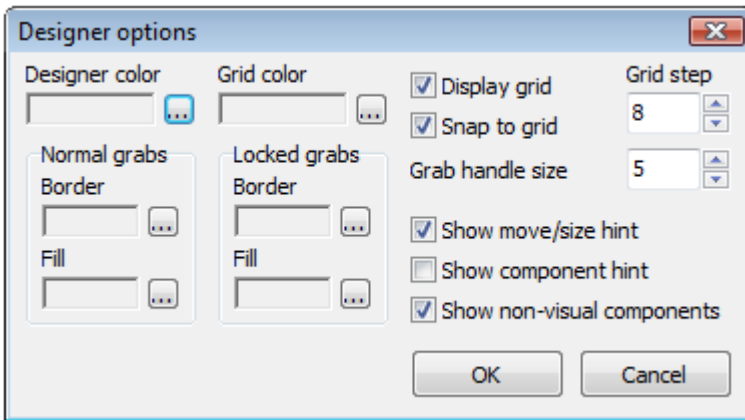 Designer options
Designer color
Grid color
...
...
Display grid
Snap to grid
Grid step
8
Grab handle size
5
Normal grabs
Border
...
Fill
...
Locked grabs
Border
...
Fill
...
Show move/size hint
Show component hint
Show non-visual components
OK
Cancel